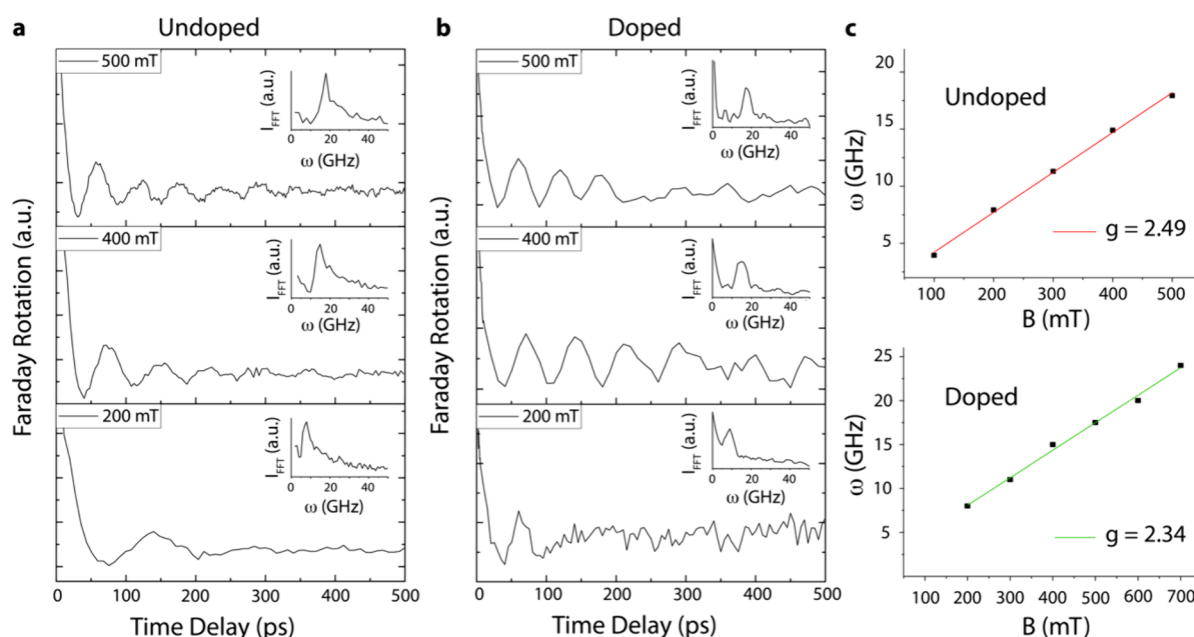 a
Undoped
Faraday Rotation (a.u.)
500 mT
I_FFT (a.u.)
0 20 40
ω (GHz)
400 mT
I_FFT (a.u.)
0 20 40
ω (GHz)
200 mT
I_FFT (a.u.)
0 20 40
ω (GHz)
0 100 200 300 400 500
Time Delay (ps)
b
Doped
Faraday Rotation (a.u.)
500 mT
I_FFT (a.u.)
0 20 40
ω (GHz)
400 mT
I_FFT (a.u.)
0 20 40
ω (GHz)
200 mT
I_FFT (a.u.)
0 20 40
ω (GHz)
0 100 200 300 400 500
Time Delay (ps)
c
ω (GHz)
20
15
10
5
Undoped
g = 2.49
100 200 300 400 500
B (mT)
ω (GHz)
25
20
15
10
5
Doped
g = 2.34
100 200 300 400 500 600 700
B (mT)